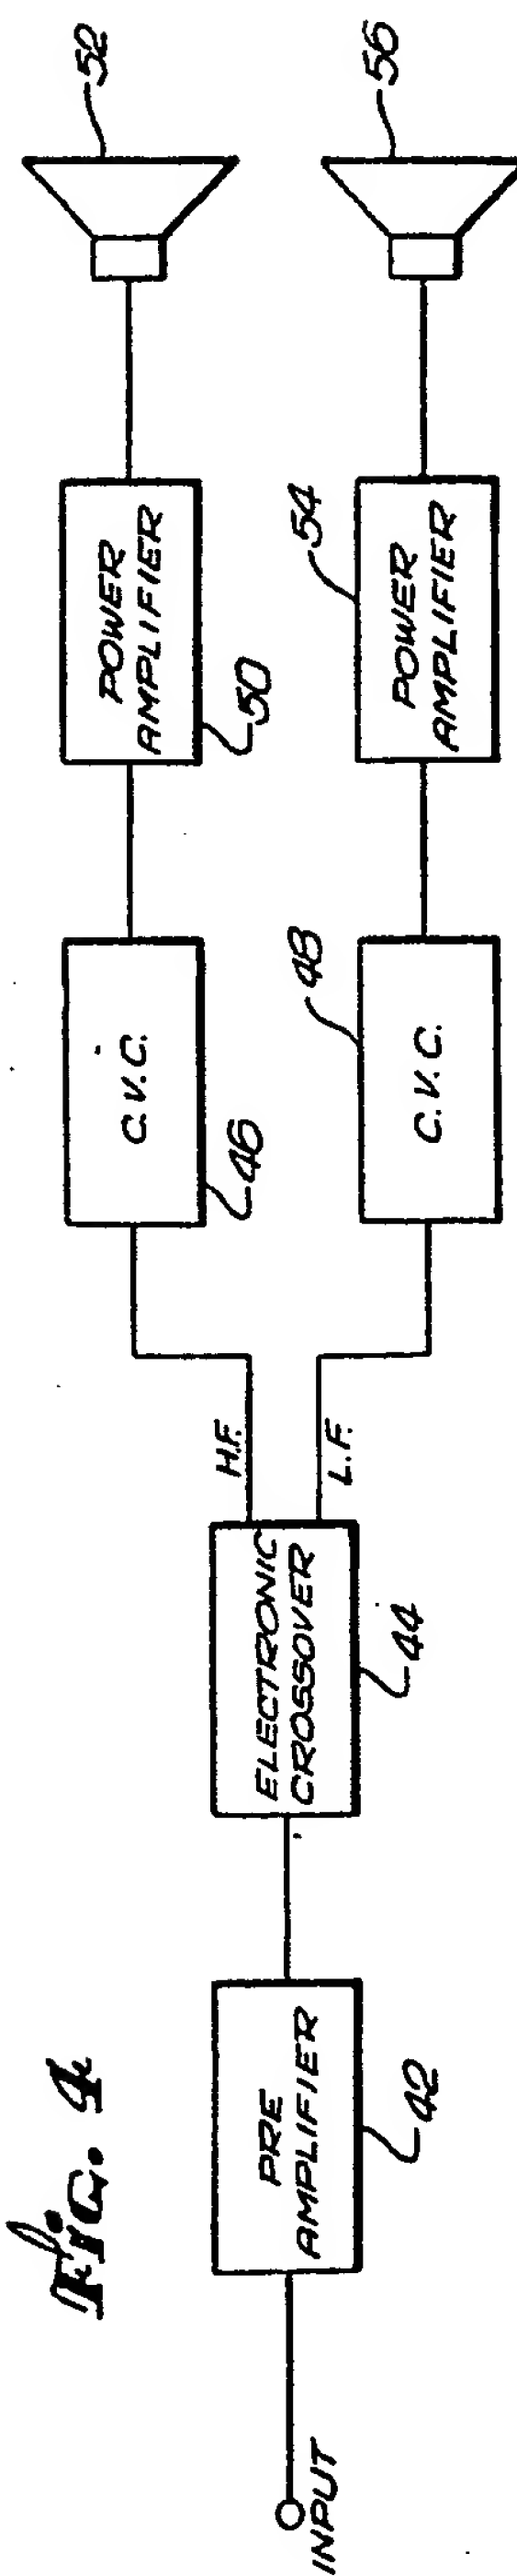 Fig. 4
INPUT
PRE
AMPLIFIER
42
ELECTRONIC
CROSSOVER
44
H.F.
L.F.
C.V.C.
46
C.V.C.
48
POWER
AMPLIFIER
50
POWER
AMPLIFIER
54
52
56